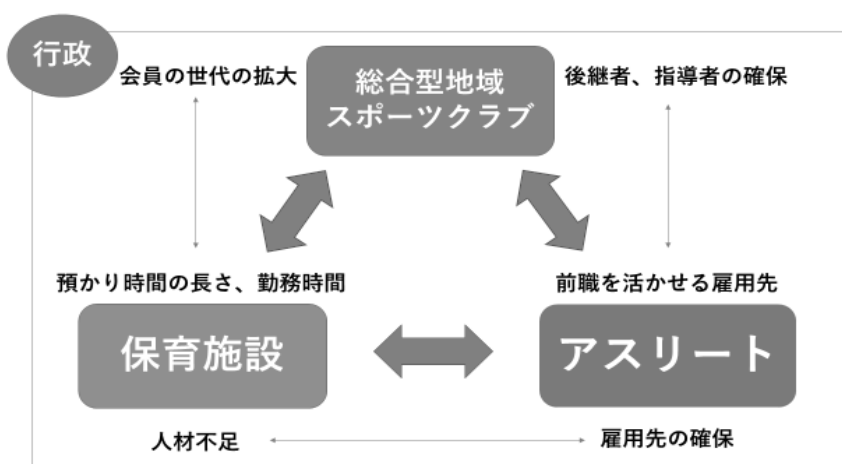 行政
会員の世代の拡大
総合型地域
スポーツクラブ
後継者、指導者の確保
預かり時間の長さ、勤務時間
前職を活かせる雇用先
保育施設
アスリート
人材不足
雇用先の確保